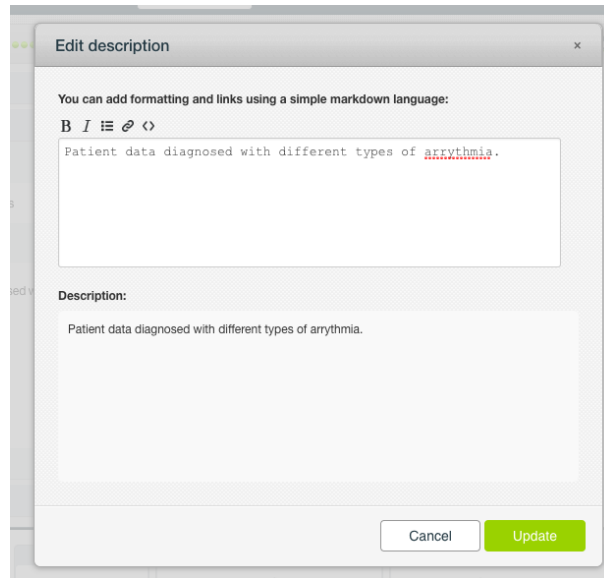 Edit description
×
You can add formatting and links using a simple markdown language:
B I
Patient data diagnosed with different types of arrythmia.
Description:
Patient data diagnosed with different types of arrythmia.
Cancel Update